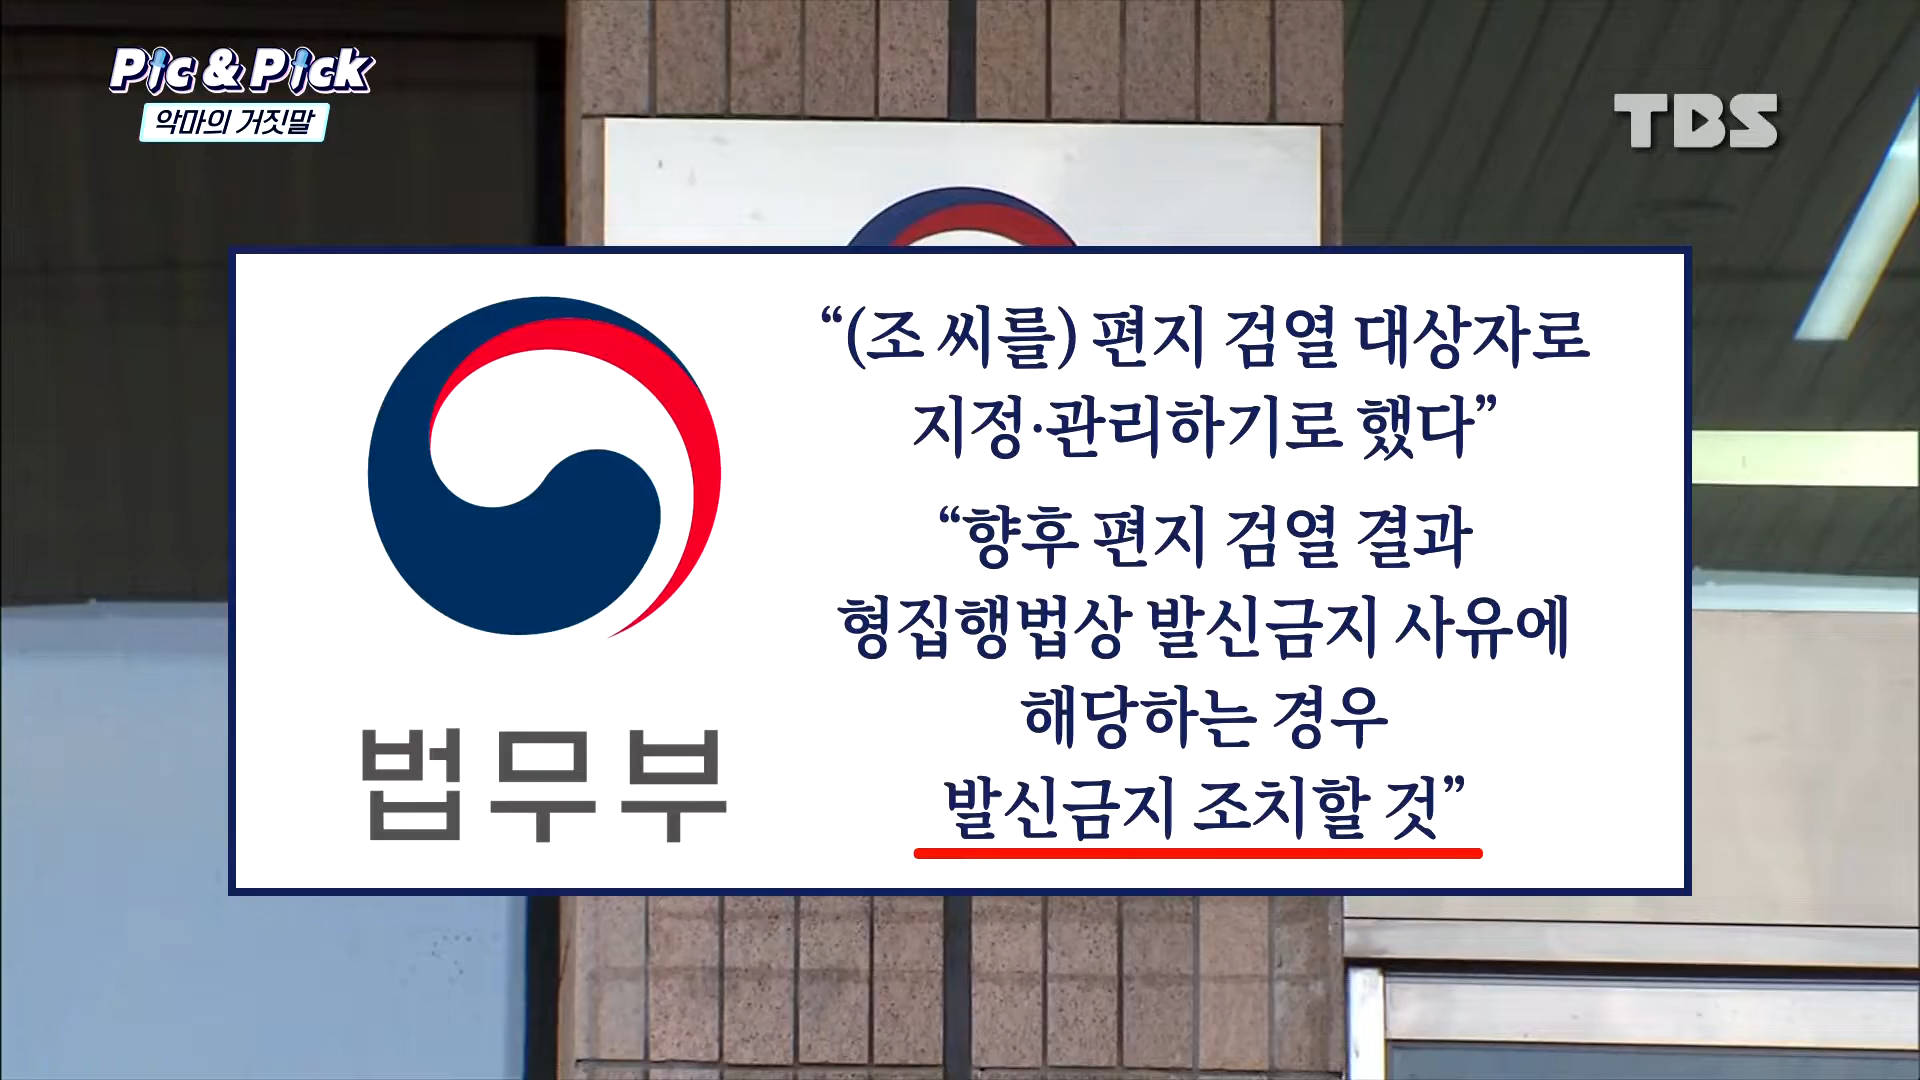 Pic & Pick
악마의 거짓말
TBS
“(조 씨를) 편지 검열 대상자로
지정·관리하기로 했다”
“향후 편지 검열 결과
형집행법상 발신금지 사유에
해당하는 경우
발신금지 조치할 것”
법무부